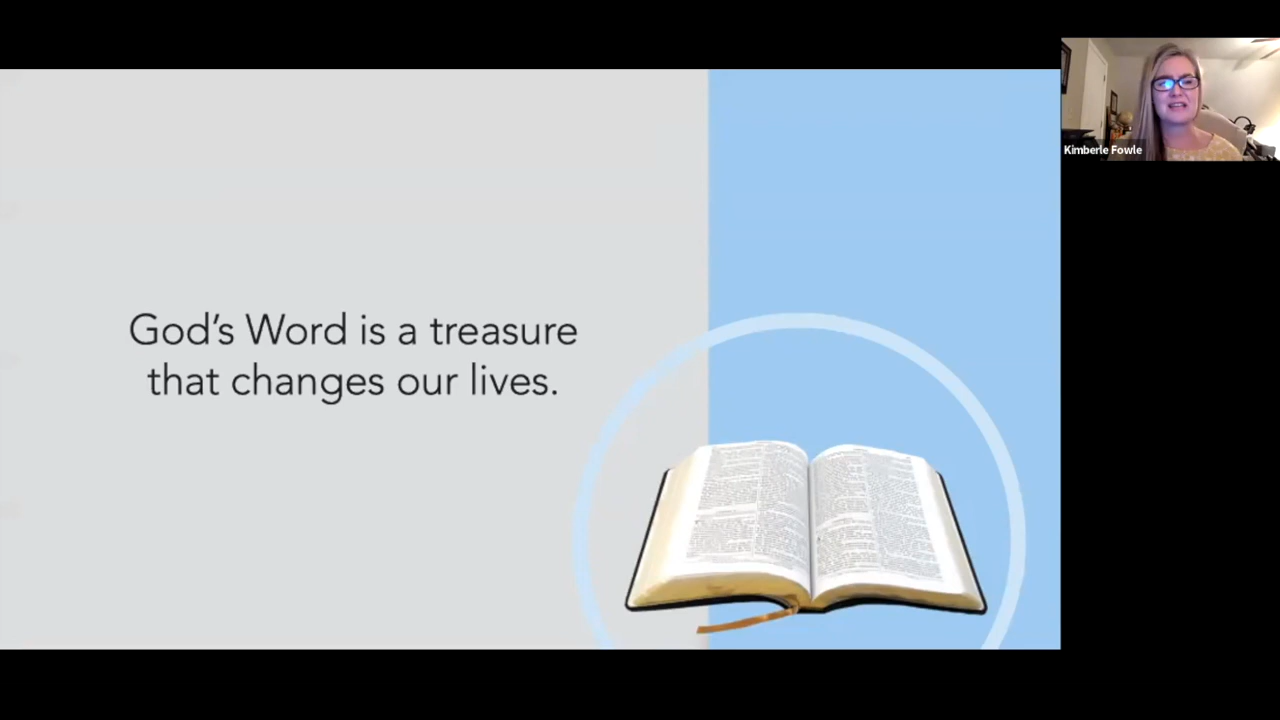 God's Word is a treasure
that changes our lives.
Kimberle Fowle